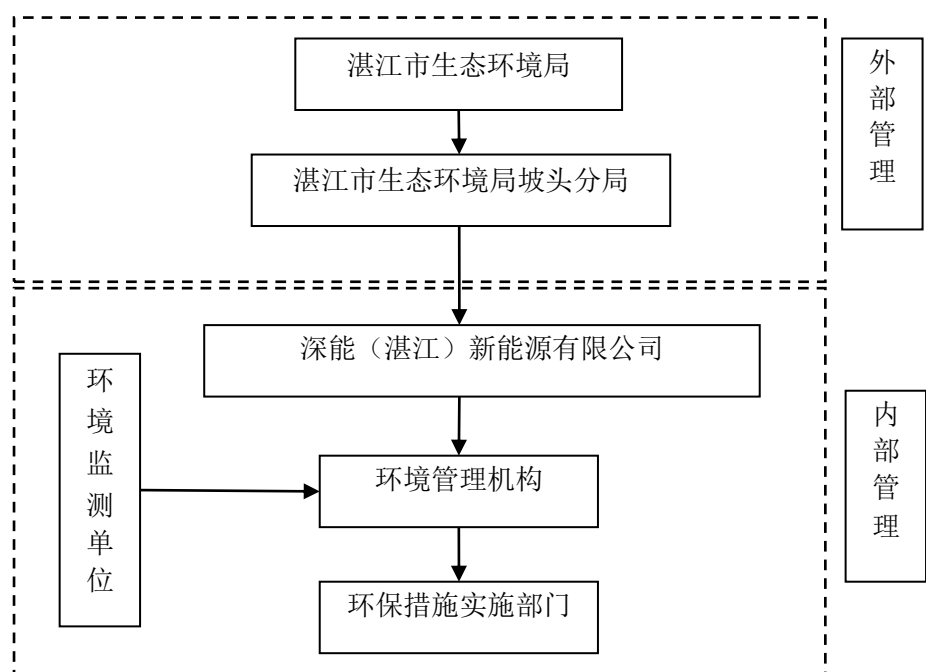 湛江市生态环境局
外部管理
湛江市生态环境局坡头分局
深能（湛江）新能源有限公司
环境监测单位
环境管理机构
内部管理
环保措施实施部门